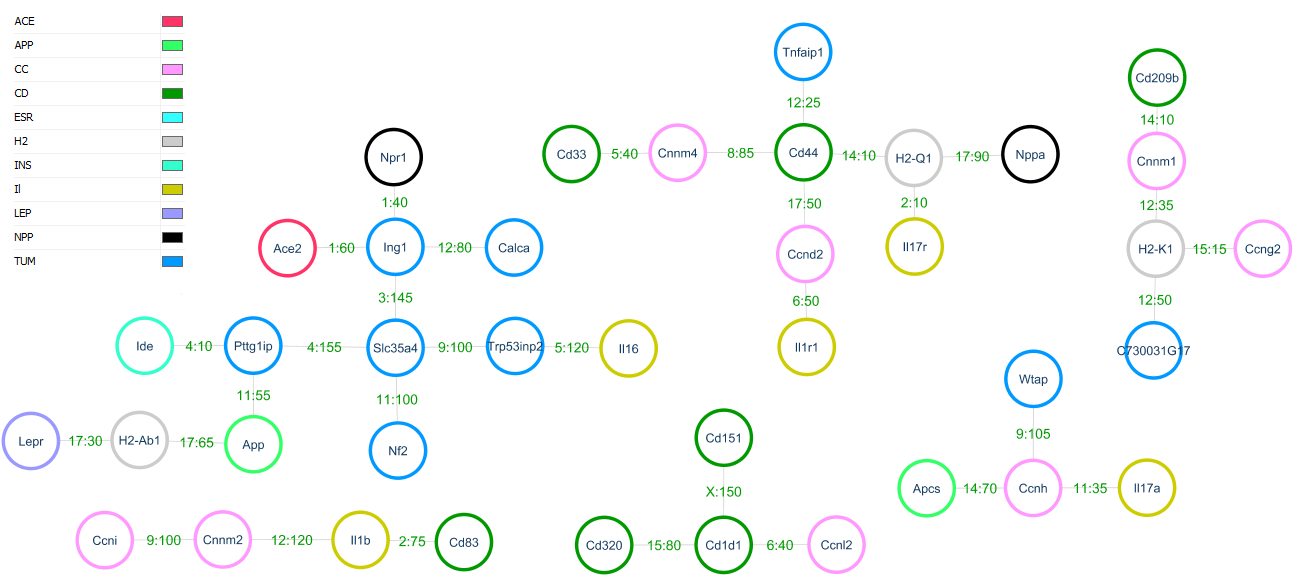 ACE
APP
CC
CD
ESR
H2
INS
Il
LEP
NPP
TUM
Npr1
1:40
Ace2
1:60
Ing1
12:80
Calca
3:145
Ide
4:10
Pttg1ip
4:155
Slc35a4
9:100
Trp53inp2
5:120
Il16
11:55
11:100
Lepr
17:30
H2-Ab1
17:65
App
Nf2
Ccni
9:100
Cnnm2
12:120
Il1b
2:75
Cd83
Tnfaip1
12:25
Cd33
5:40
Cnnm4
8:85
Cd44
14:10
H2-Q1
17:90
Nppa
17:50
2:10
Ccnd2
Il17r
6:50
Il1r1
Cd209b
14:10
Cnnm1
12:35
H2-K1
15:15
Ccng2
12:50
C730031G17
Cd151
X:150
Cd320
15:80
Cd1d1
6:40
Ccnl2
Wtap
9:105
Apcs
14:70
Ccnh
11:35
Il17a